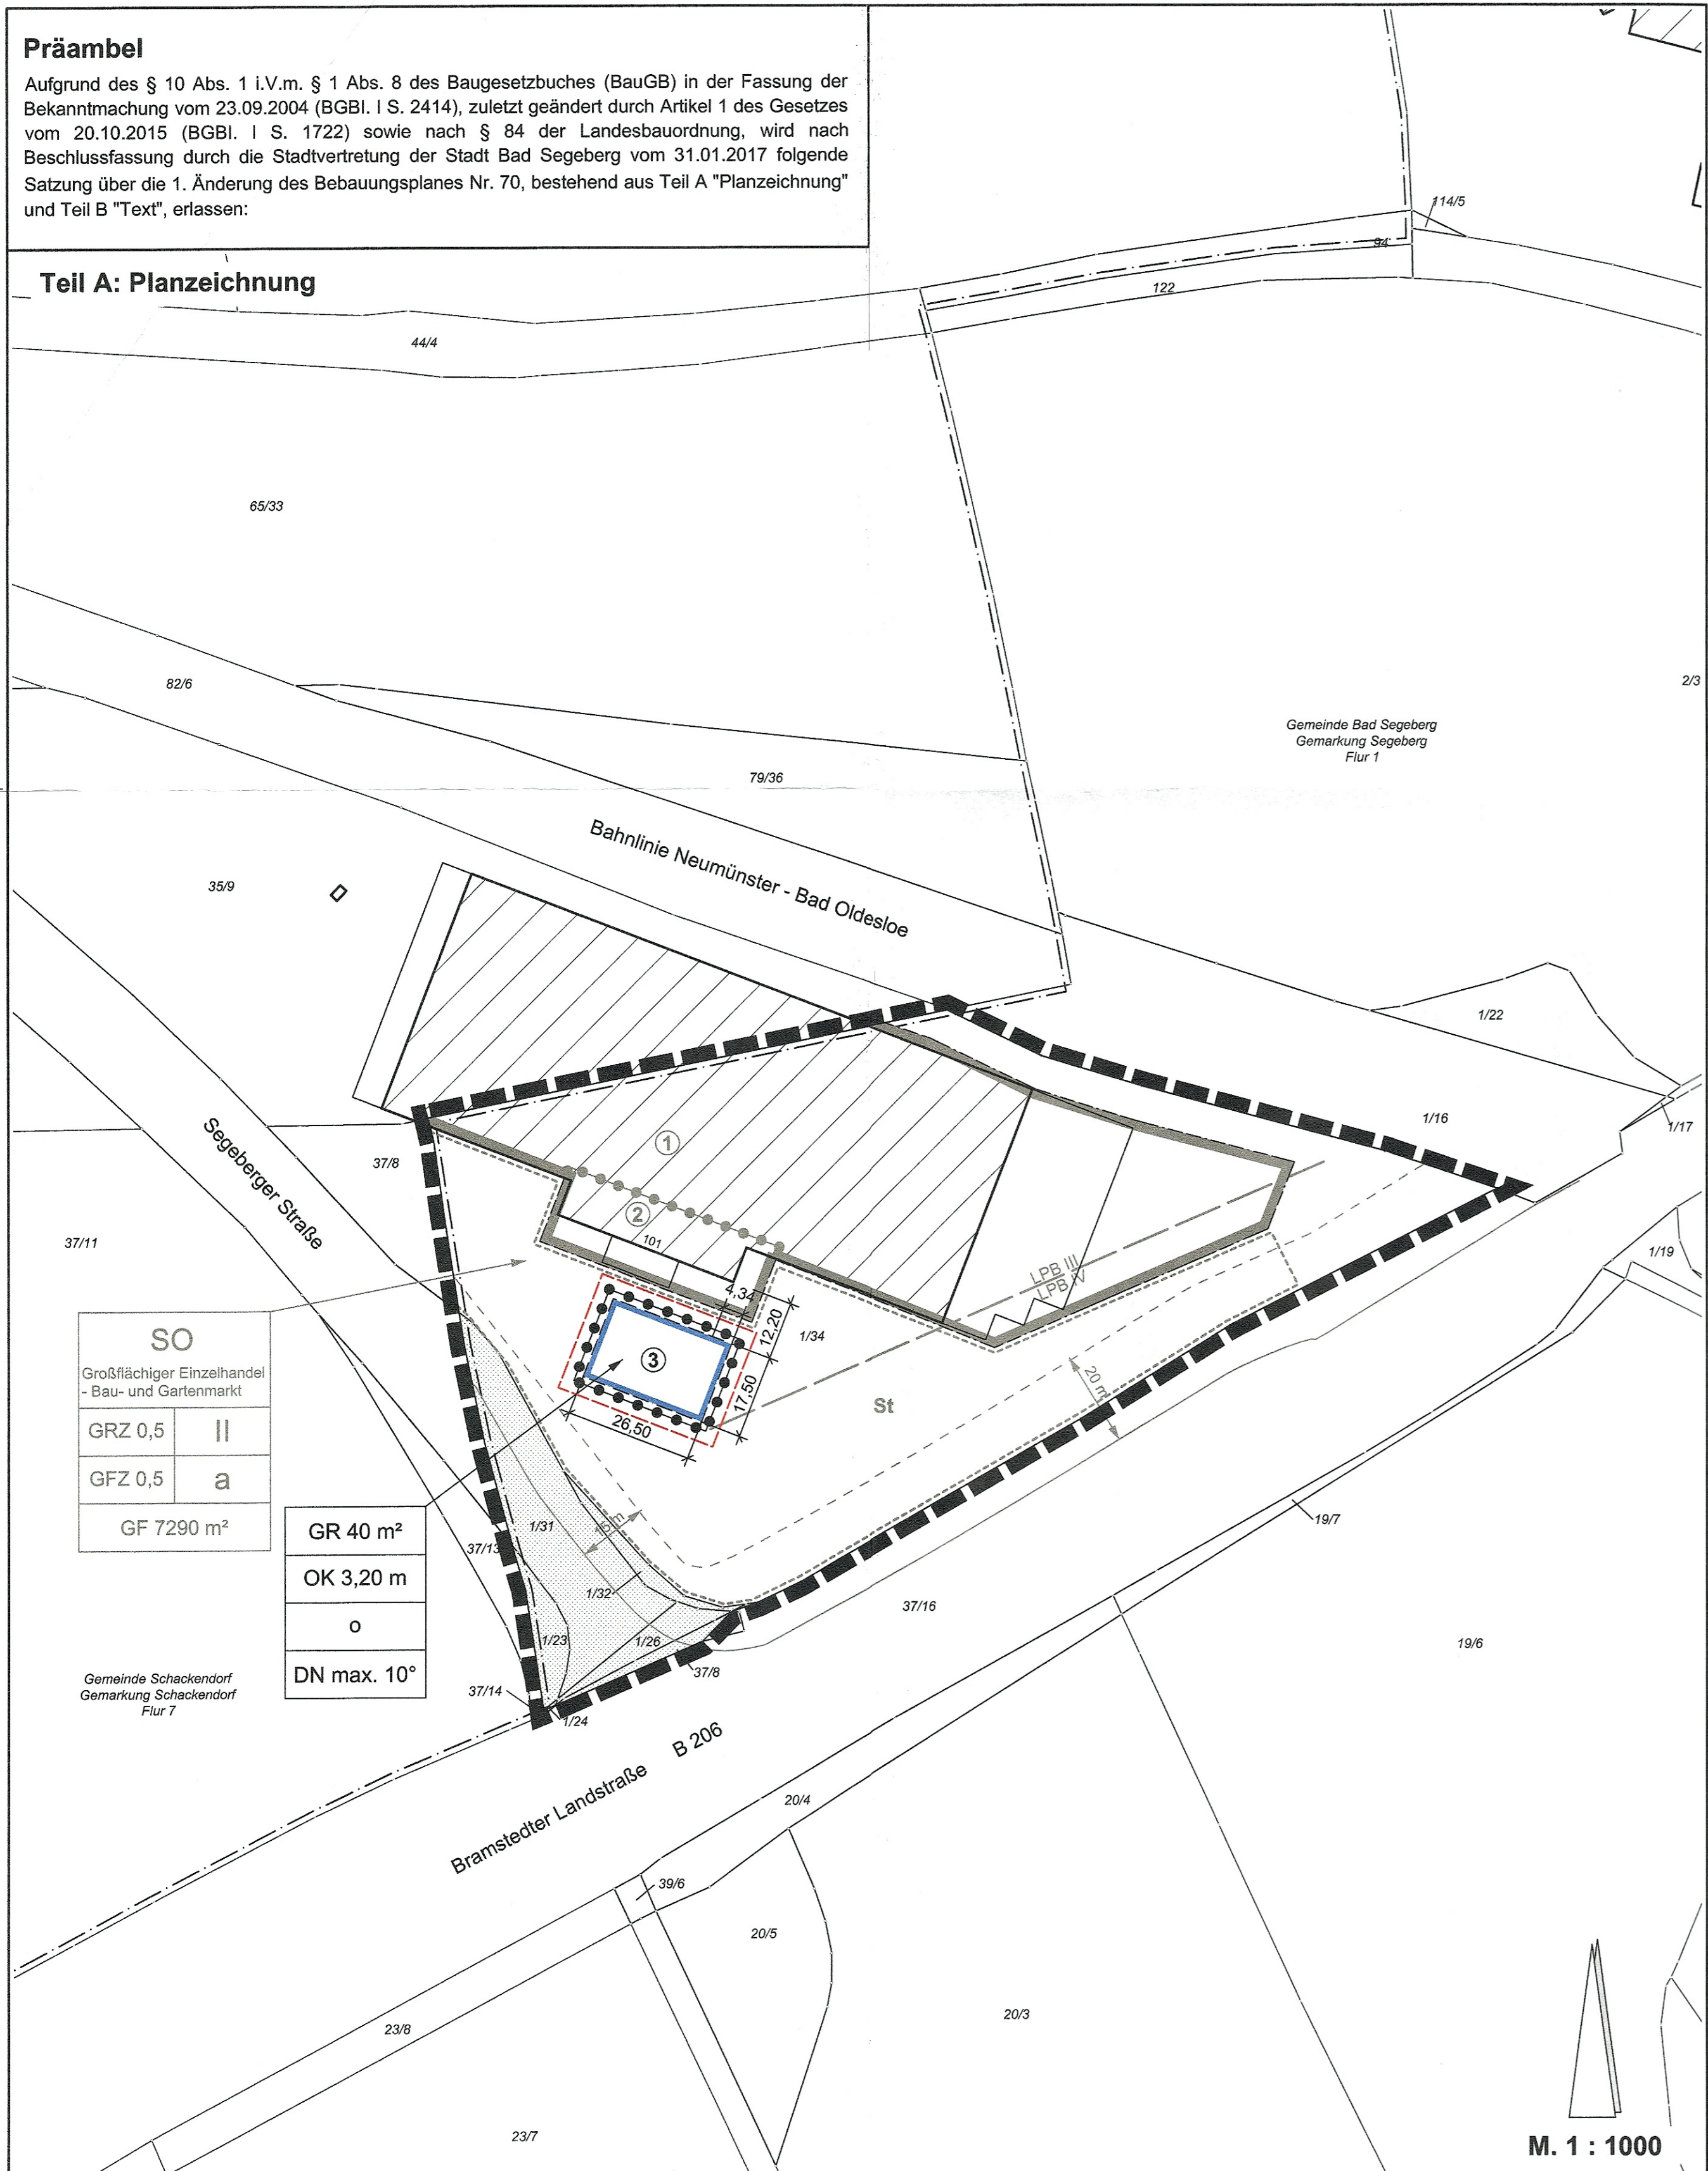 Präambel
Aufgrund des § 10 Abs. 1 i.V.m. § 1 Abs. 8 des Baugesetzbuches (BauGB) in der Fassung der
Bekanntmachung vom 23.09.2004 (BGBl. I S. 2414), zuletzt geändert durch Artikel 1 des Gesetzes
vom 20.10.2015 (BGBl. I S. 1722) sowie nach § 84 der Landesbauordnung, wird nach
Beschlussfassung durch die Stadtvertretung der Stadt Bad Segeberg vom 31.01.2017 folgende
Satzung über die 1. Änderung des Bebauungsplanes Nr. 70, bestehend aus Teil A "Planzeichnung"
und Teil B "Text", erlassen:
Teil A: Planzeichnung
114/5
94
122
44/4
65/33
82/6
2/3
Gemeinde Bad Segeberg
Gemarkung Segeberg
Flur 1
79/36
Bahnlinie Neumünster - Bad Oldesloe
35/9
1/22
1/16
1/17
Segeberger Straße
37/8
1
2
101
37/11
1/19
LPB III
LPB IV
4,34
12,20
1/34
3
17,50
26,50
St
20 m
SO
Großflächiger Einzelhandel
- Bau- und Gartenmarkt
GRZ 0,5
II
GFZ 0,5
a
GF 7290 m²
GR 40 m²
OK 3,20 m
o
DN max. 10°
1/31
15 m
37/13
1/32
19/7
37/16
1/23
1/26
19/6
37/8
Gemeinde Schackendorf
Gemarkung Schackendorf
Flur 7
37/14
1/24
Bramstedter Landstraße B 206
20/4
39/6
20/5
20/3
23/8
23/7
M. 1 : 1000